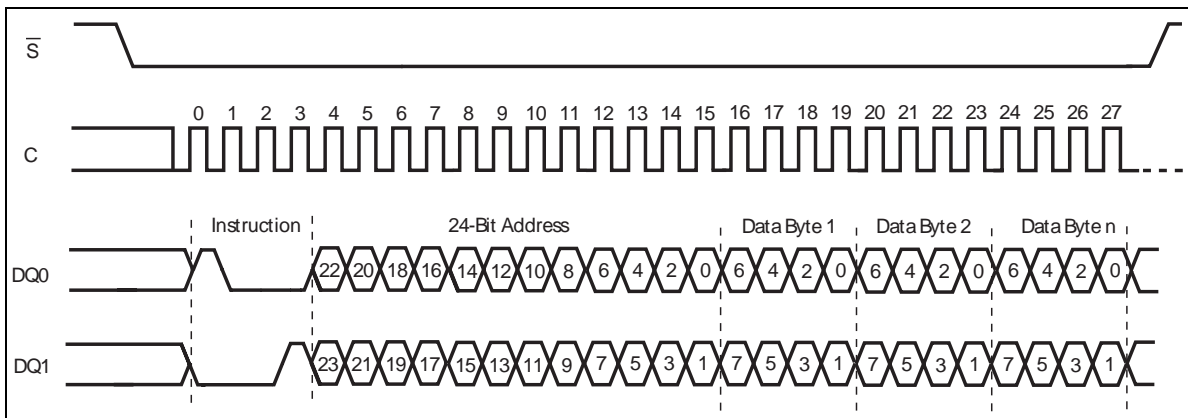 S
0 1 2 3 4 5 6 7 8 9 10 11 12 13 14 15 16 17 18 19 20 21 22 23 24 25 26 27
C
Instruction 24-Bit Address Data Byte 1 Data Byte 2 Data Byte n
DQ0 22 20 18 16 14 12 10 8 6 4 2 0 6 4 2 0 6 4 2 0 6 4 2 0
DQ1 23 21 19 17 15 13 11 9 7 5 3 1 7 5 3 1 7 5 3 1 7 5 3 1